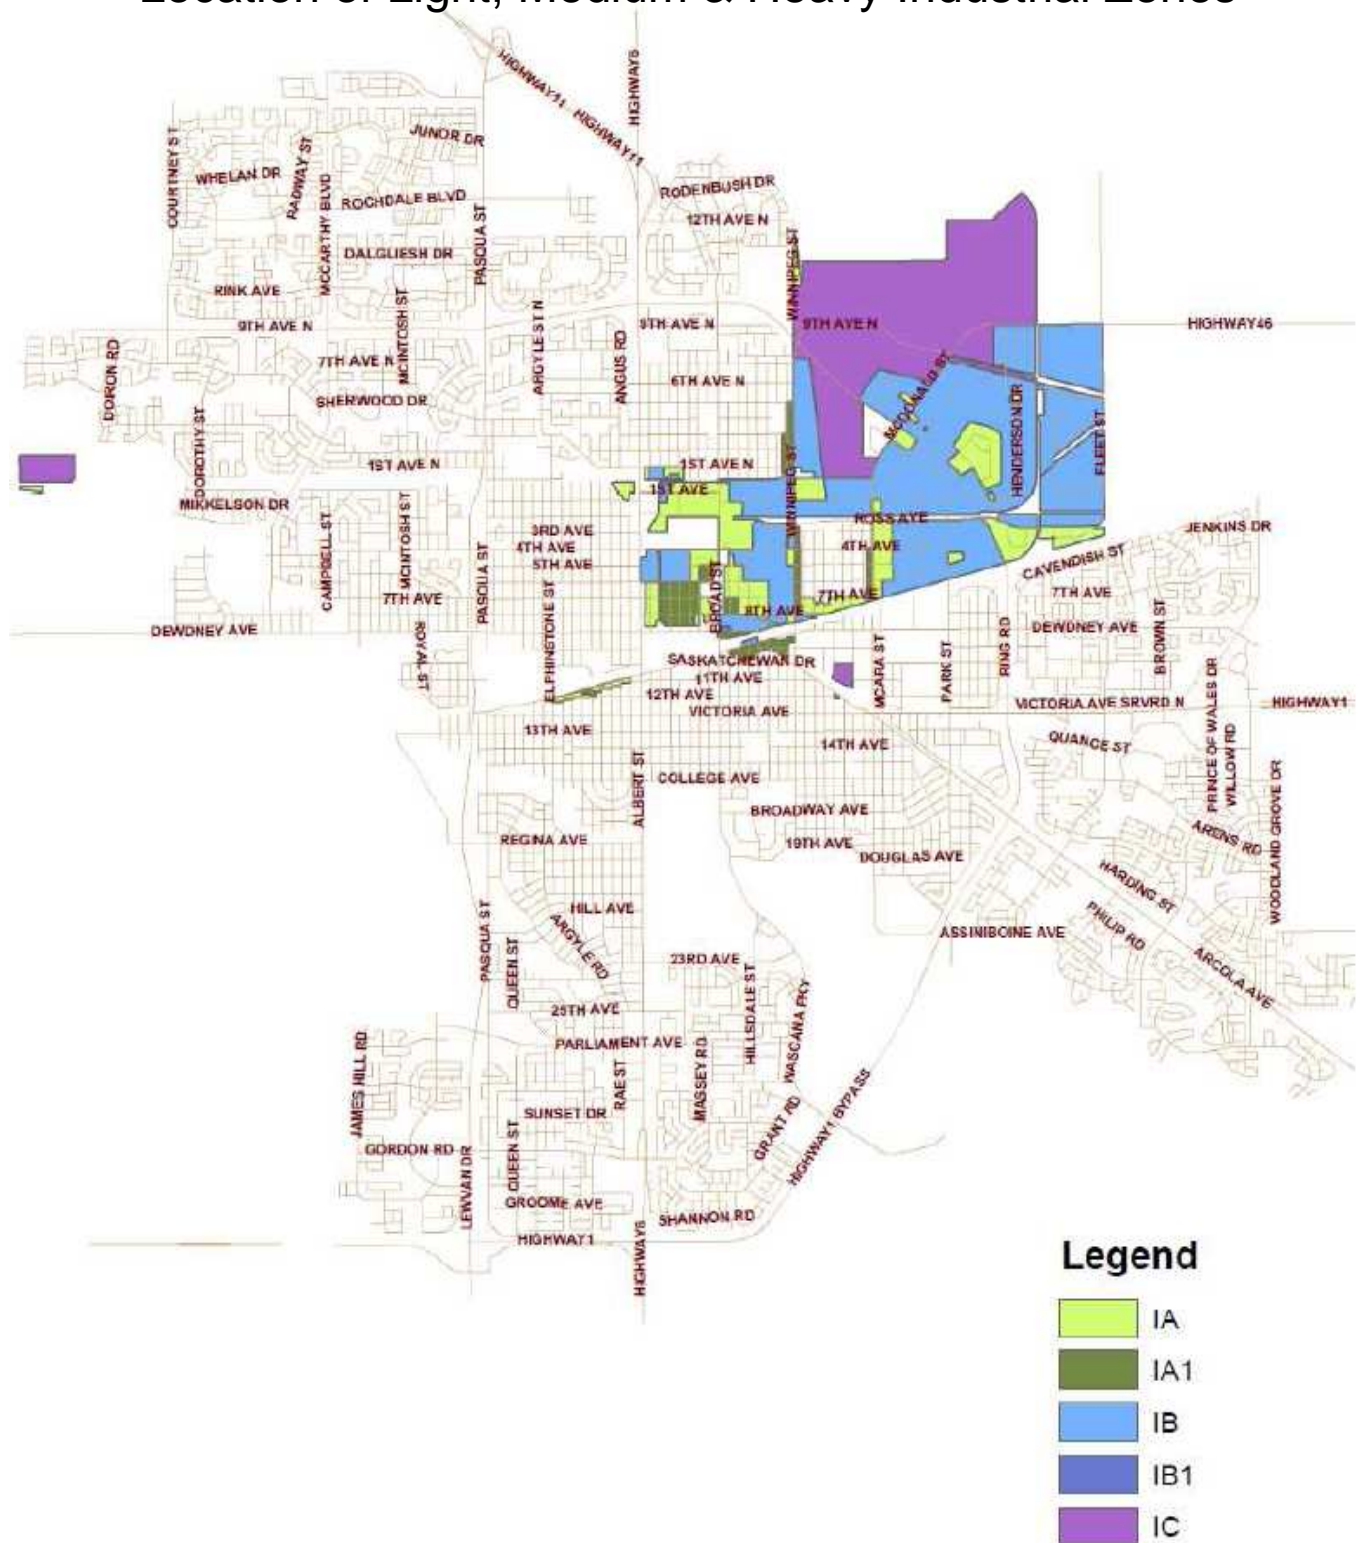 Location of Light, Medium & Heavy Industrial Zones
HIGHWAY11
HIGHWAY11
HIGHWAY6
JUNOR DR
COURTNEY ST
WHELAN DR
RADWAY ST
MCCARTHY BLVD
ROCHDALE BLVD
RODENBUSH DR
12TH AVE N
PASQUA ST
DALGLIESH DR
WINNIPEG ST
RINK AVE
MCINTOSH ST
9TH AVE N
ARGYLE ST N
9TH AVE N
9TH AVE N
HIGHWAY46
DORON RD
7TH AVE N
ANGUS RD
6TH AVE N
MCDONALD ST
SHERWOOD DR
HENDERSON DR
DOROTHY ST
FLEET ST
1ST AVE N
1ST AVE N
WINNIPEG ST
1ST AVE
MIKKELSON DR
CAMPBELL ST
MCINTOSH ST
ROSS AVE
JENKINS DR
3RD AVE
4TH AVE
4TH AVE
5TH AVE
PASQUA ST
CAVENDISH ST
7TH AVE
ELPHINSTONE ST
BROAD ST
7TH AVE
7TH AVE
8TH AVE
DEWDNEY AVE
DEWDNEY AVE
ROYAL ST
BROWN ST
RING RD
PARK ST
MCARA ST
SASKATCHEWAN DR
11TH AVE
12TH AVE
VICTORIA AVE
VICTORIA AVE SRVRD N
HIGHWAY1
PRINCE OF WALES DR
WILLOW RD
13TH AVE
14TH AVE
QUANCE ST
ALBERT ST
COLLEGE AVE
WOODLAND GROVE DR
BROADWAY AVE
REGINA AVE
19TH AVE
DOUGLAS AVE
ARENS RD
HARDING ST
HILL AVE
ARGYLE RD
PHILIP RD
ASSINIBOINE AVE
PASQUA ST
QUEEN ST
23RD AVE
ARCOLA AVE
HILLSDALE ST
WASCANA PKY
25TH AVE
PARLIAMENT AVE
JAMES HILL RD
RAE ST
MASSEY RD
SUNSET DR
GRANT RD
HIGHWAY1 BYPASS
GORDON RD
LEWVAN DR
QUEEN ST
GROOME AVE
SHANNON RD
HIGHWAY1
HIGHWAY6
Legend
IA
IA1
IB
IB1
IC